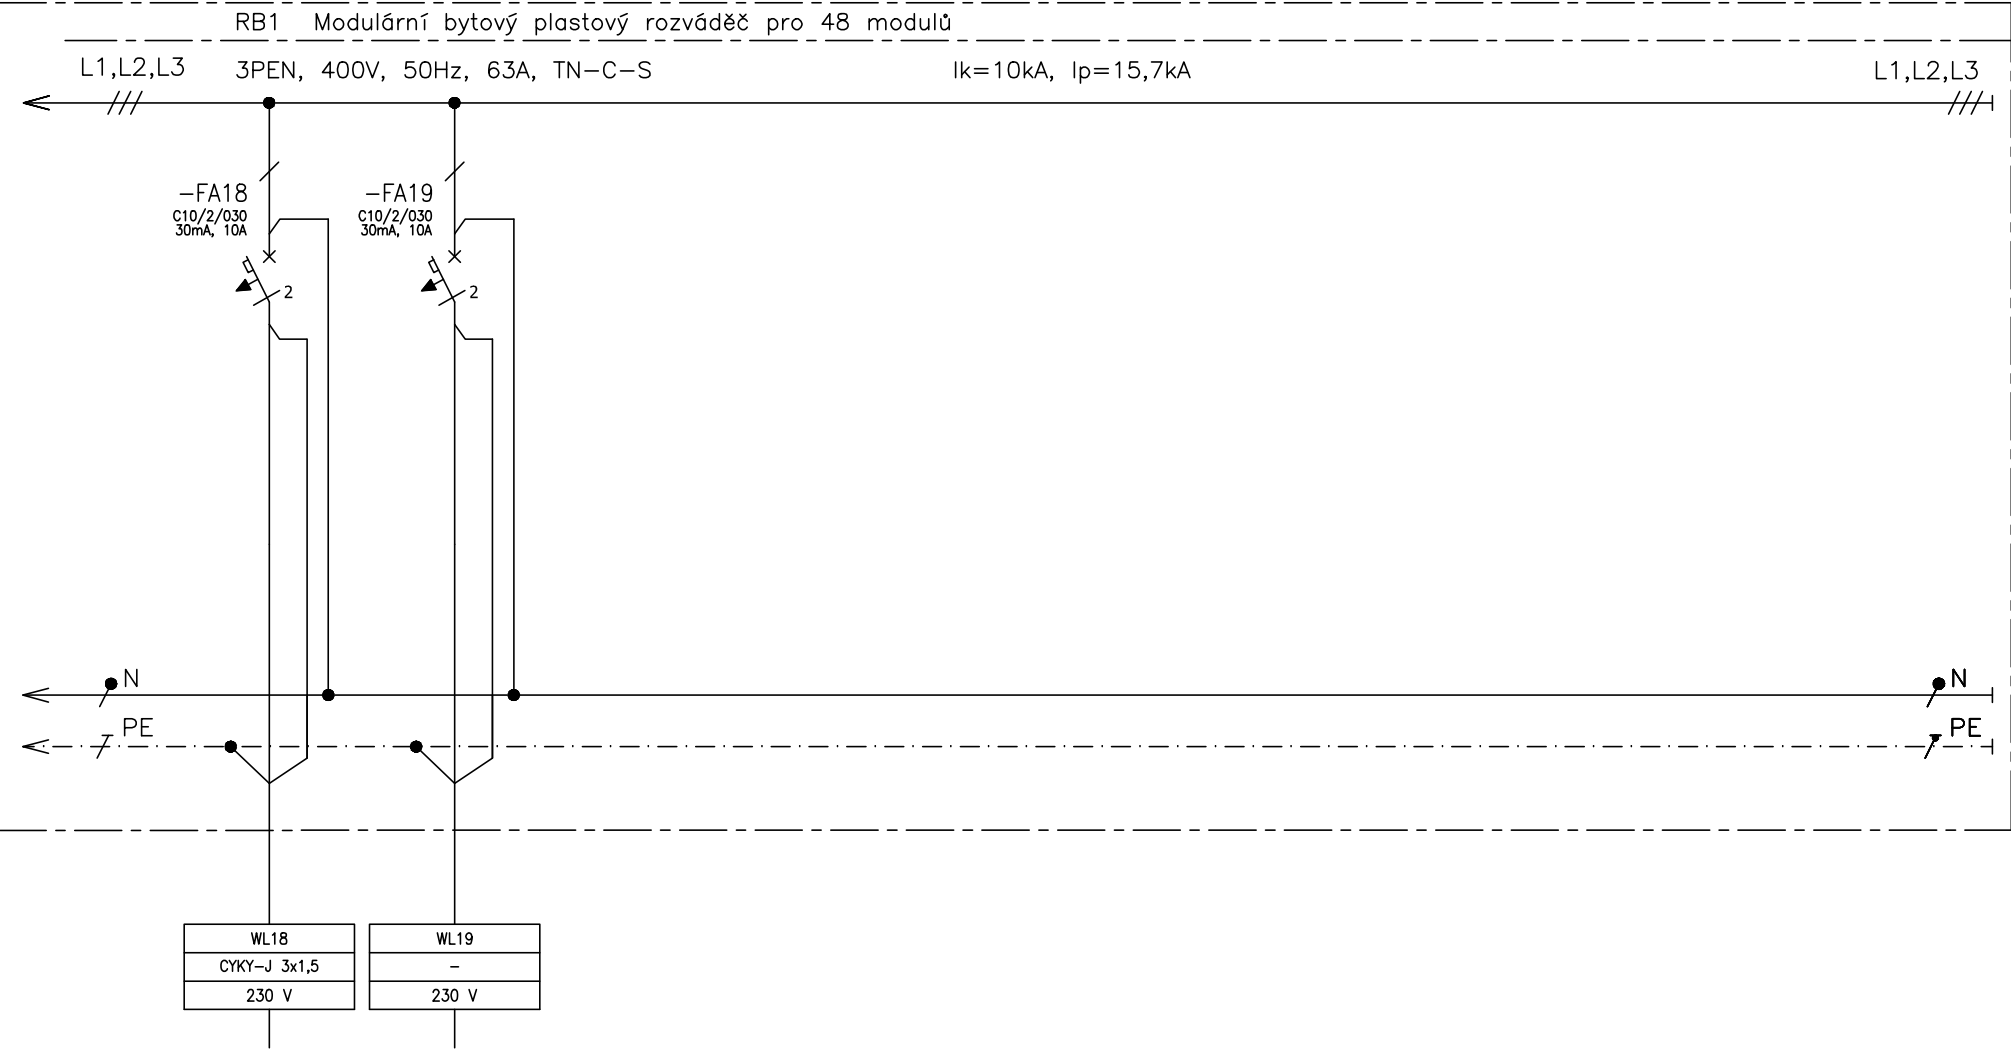 RB1 Modulární bytový plastový rozváděč pro 48 modulů
L1,L2,L3 3PEN, 400V, 50Hz, 63A, TN-C-S Ik=10kA, Ip=15,7kA L1,L2,L3
-FA18 -FA19
C10/2/030 C10/2/030
30mA, 10A 30mA, 10A
2 2
N N
PE PE
WL18 WL19
CYKY-J 3x1,5 -
230 V 230 V